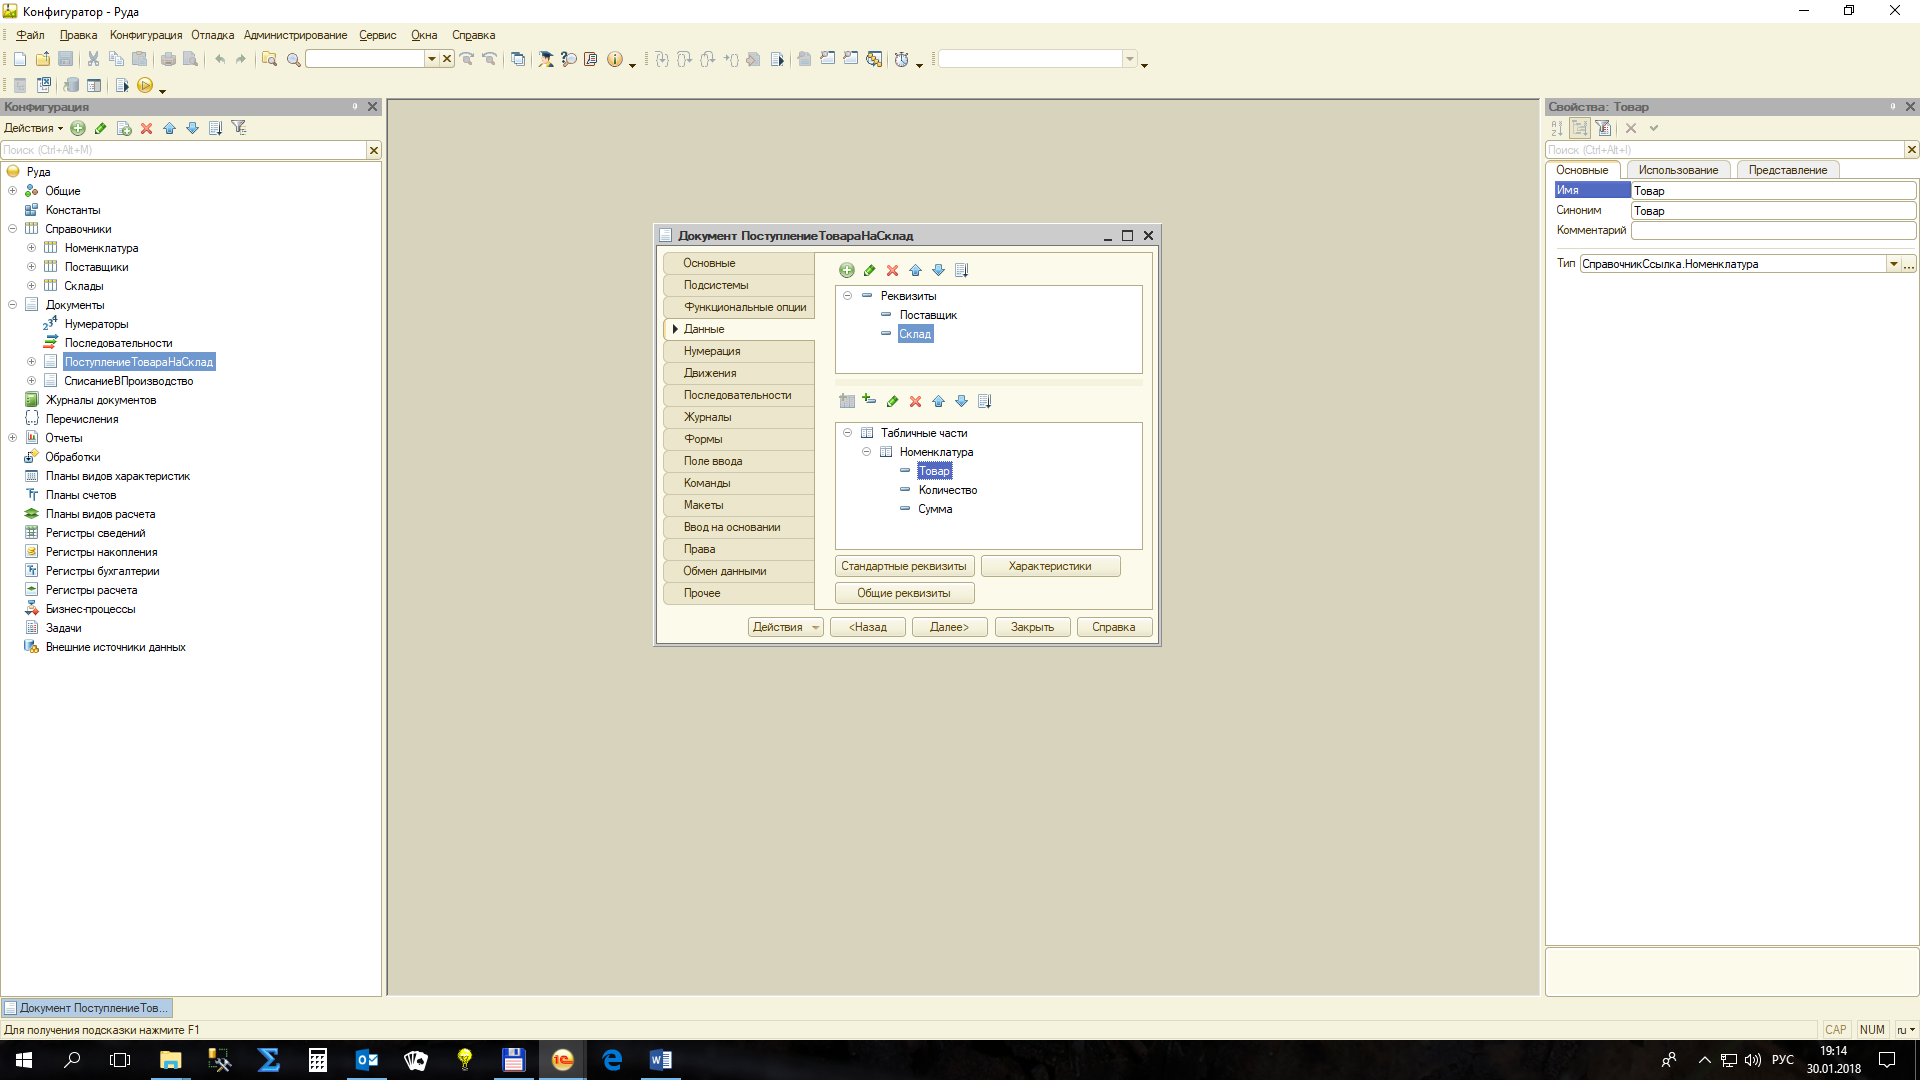 Конфигуратор - Руда
Файл Правка Конфигурация Отладка Администрирование Сервис Окна Справка
Конфигурация
Действия
Поиск (Ctrl+Alt+M)
Руда
Общие
Константы
Справочники
Номенклатура
Поставщики
Склады
Документы
Нумераторы
Последовательности
ПоступлениеТовараНаСклад
СписаниеВПроизводство
Журналы документов
Перечисления
Отчеты
Обработки
Планы видов характеристик
Планы счетов
Планы видов расчета
Регистры сведений
Регистры накопления
Регистры бухгалтерии
Регистры расчета
Бизнес-процессы
Задачи
Внешние источники данных
Документ ПоступлениеТовараНаСклад
Основные
Подсистемы
Функциональные опции
Данные
Нумерация
Движения
Последовательности
Журналы
Формы
Поле ввода
Команды
Макеты
Ввод на основании
Права
Обмен данными
Прочее
Реквизиты
Поставщик
Склад
Табличные части
Номенклатура
Товар
Количество
Сумма
Стандартные реквизиты Характеристики
Общие реквизиты
Действия <Назад Далее> Закрыть Справка
Свойства: Товар
Поиск (Ctrl+Alt+I)
Основные Использование Представление
Имя Товар
Синоним Товар
Комментарий
Тип СправочникСсылка.Номенклатура ...
Документ ПоступлениеТов...
Для получения подсказки нажмите F1
CAP NUM ru
РУС
19:14
30.01.2018